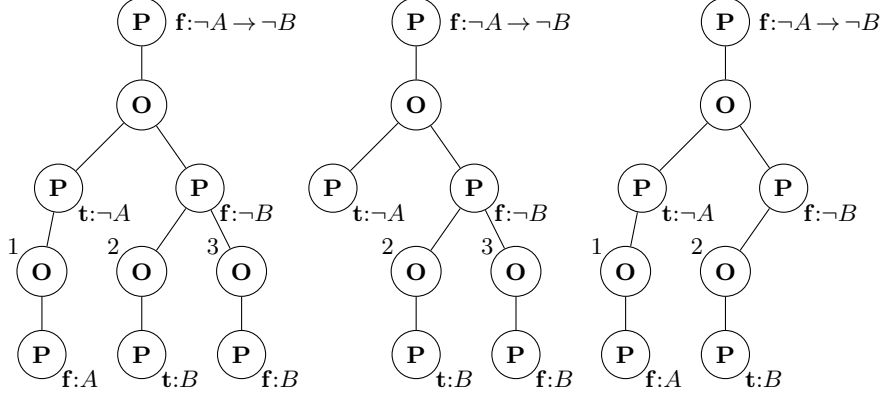 P f:¬A → ¬B P f:¬A → ¬B P f:¬A → ¬B
O O O
P t:¬A P f:¬B P t:¬A P f:¬B P t:¬A P f:¬B
1 O 2 O 3 O 2 O 3 O 1 O 2 O
P f:A P t:B P f:B P t:B P f:B P f:A P t:B